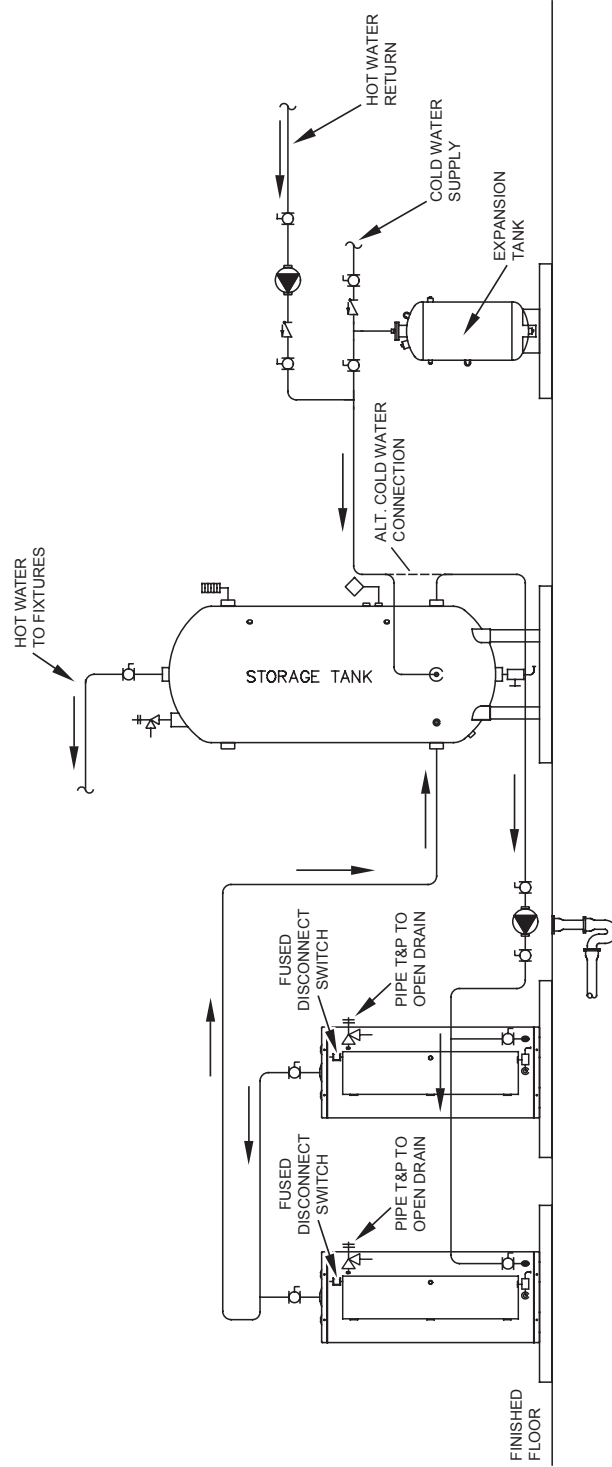 HOT WATER
TO FIXTURES
HOT WATER
RETURN
COLD WATER
SUPPLY
STORAGE TANK
ALT. COLD WATER
CONNECTION
EXPANSION
TANK
FUSED
DISCONNECT
SWITCH
PIPE T&P TO
OPEN DRAIN
FUSED
DISCONNECT
SWITCH
PIPE T&P TO
OPEN DRAIN
FINISHED
FLOOR